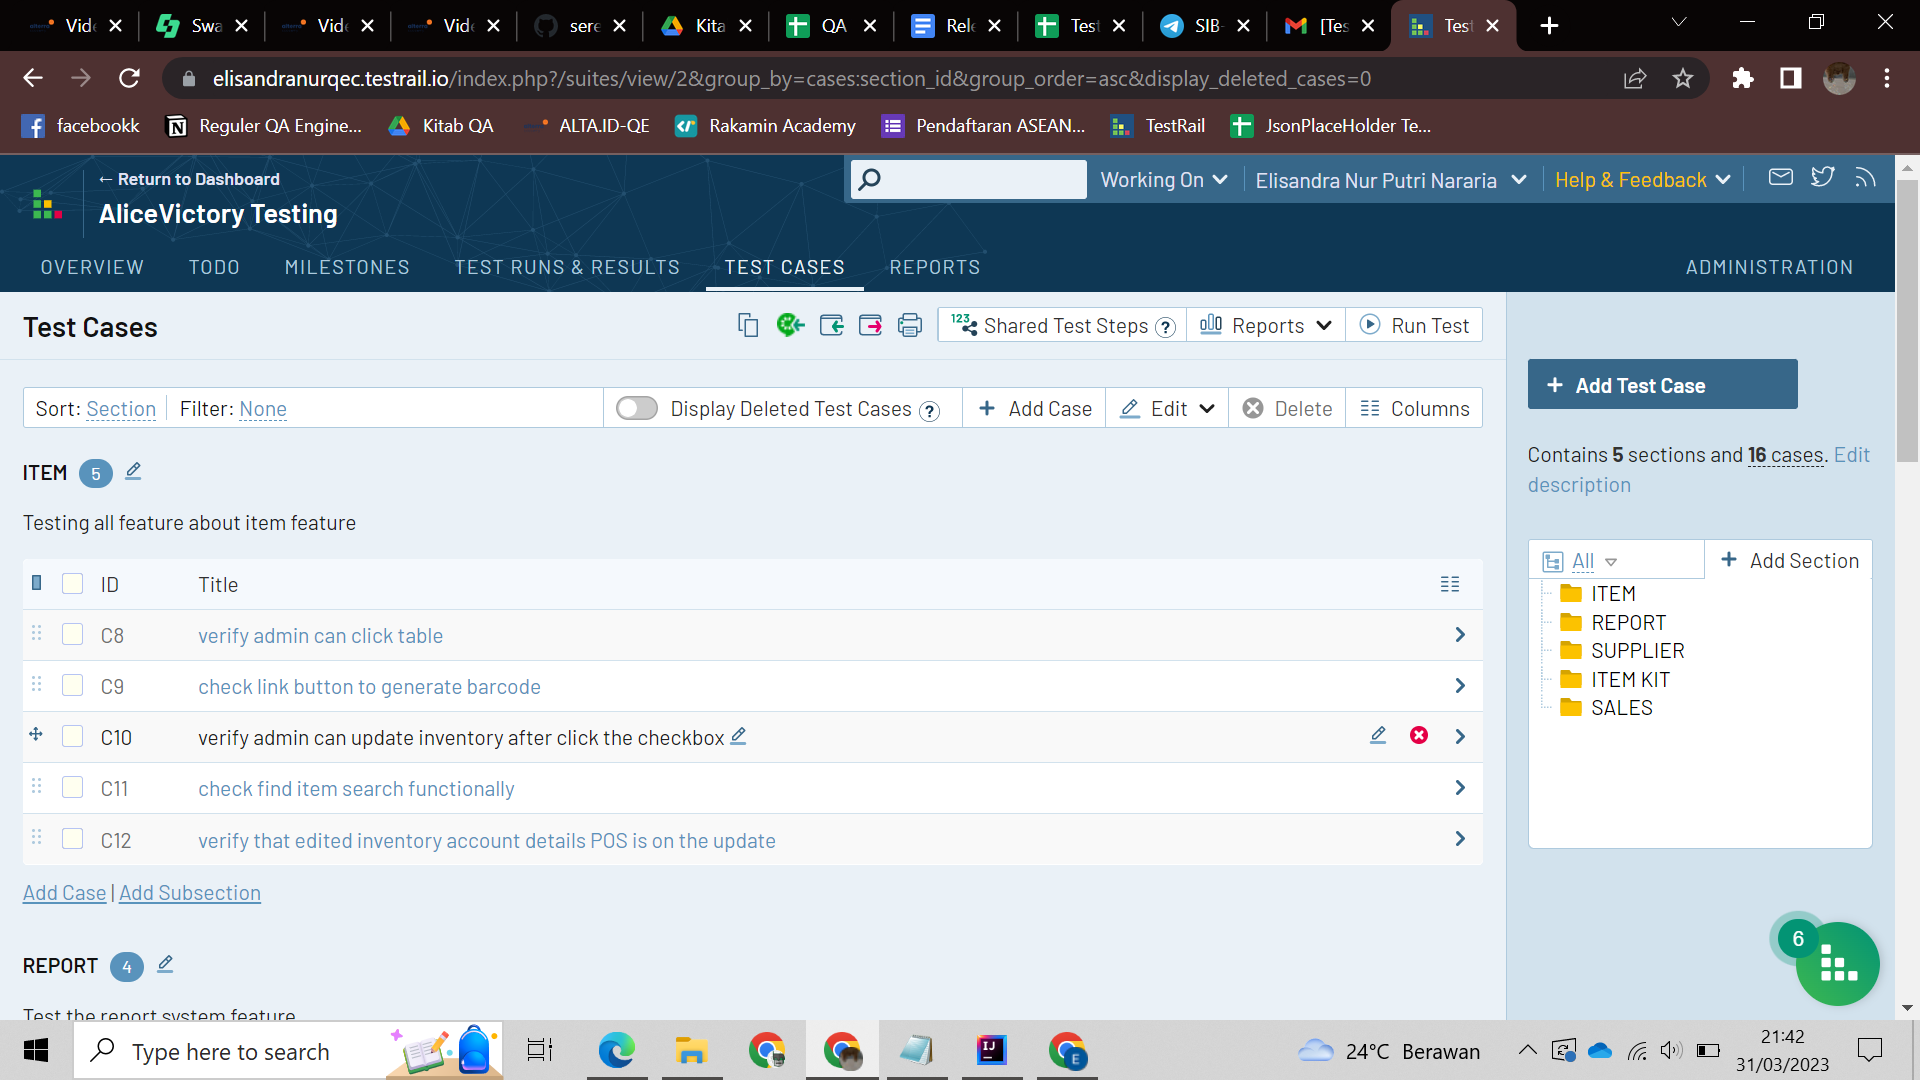 Vide
Swa
Vide
Vide
sere
Kita
QA
Rele
Test
SIB-
[Tes
Test
elisandranurqec.testrail.io/index.php?/suites/view/2&group_by=cases:section_id&group_order=asc&display_deleted_cases=0
facebookk
Reguler QA Engine...
Kitab QA
ALTA.ID-QE
Rakamin Academy
Pendaftaran ASEAN...
TestRail
JsonPlaceHolder Te...
← Return to Dashboard
AliceVictory Testing
Working On
Elisandra Nur Putri Nararia
Help & Feedback
OVERVIEW
TODO
MILESTONES
TEST RUNS & RESULTS
TEST CASES
REPORTS
ADMINISTRATION
Test Cases
123
Shared Test Steps ?
Reports
Run Test
Sort: Section
Filter: None
Display Deleted Test Cases ?
+ Add Case
Edit
Delete
Columns
ITEM 5
Testing all feature about item feature
ID Title
C8 verify admin can click table
C9 check link button to generate barcode
C10 verify admin can update inventory after click the checkbox
C11 check find item search functionally
C12 verify that edited inventory account details POS is on the update
Add Case | Add Subsection
REPORT 4
Test the report system feature
+ Add Test Case
Contains 5 sections and 16 cases. Edit
description
All
+ Add Section
ITEM
REPORT
SUPPLIER
ITEM KIT
SALES
6
Type here to search
IJ
E
24°C Berawan
21:42
31/03/2023